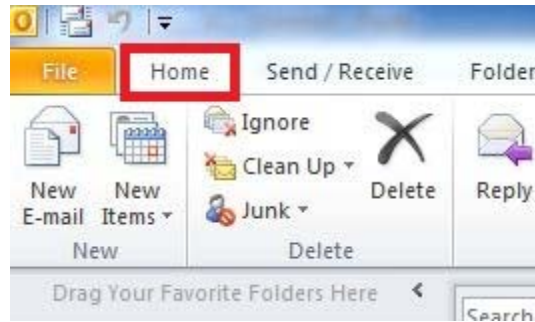 File Home Send / Receive Folder
New E-mail
New Items
Ignore
Clean Up
Junk
Delete
Reply
New Delete
Drag Your Favorite Folders Here
Search